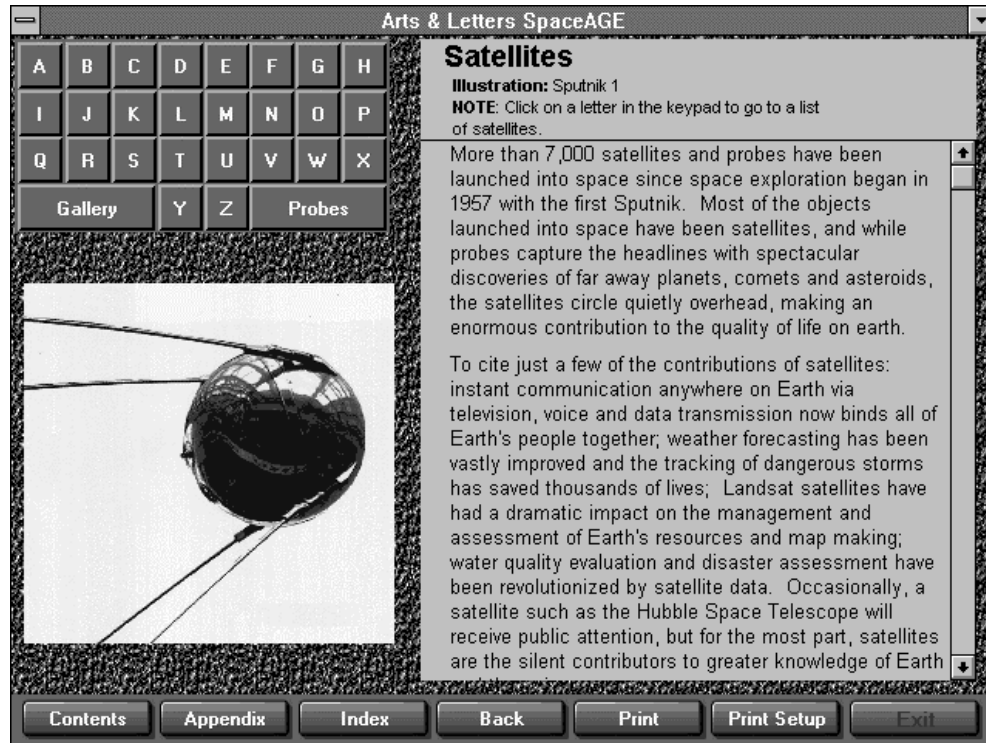 Arts & Letters SpaceAGE
A B C D E F G H
I J K L M N O P
Q R S T U V W X
Gallery Y Z Probes
Satellites
Illustration: Sputnik 1
NOTE: Click on a letter in the keypad to go to a list
of satellites.
More than 7,000 satellites and probes have been
launched into space since space exploration began in
1957 with the first Sputnik. Most of the objects
launched into space have been satellites, and while
probes capture the headlines with spectacular
discoveries of far away planets, comets and asteroids,
the satellites circle quietly overhead, making an
enormous contribution to the quality of life on earth.
To cite just a few of the contributions of satellites:
instant communication anywhere on Earth via
television, voice and data transmission now binds all of
Earth's people together; weather forecasting has been
vastly improved and the tracking of dangerous storms
has saved thousands of lives; Landsat satellites have
had a dramatic impact on the management and
assessment of Earth's resources and map making;
water quality evaluation and disaster assessment have
been revolutionized by satellite data. Occasionally, a
satellite such as the Hubble Space Telescope will
receive public attention, but for the most part, satellites
are the silent contributors to greater knowledge of Earth
Contents Appendix Index Back Print Print Setup Exit